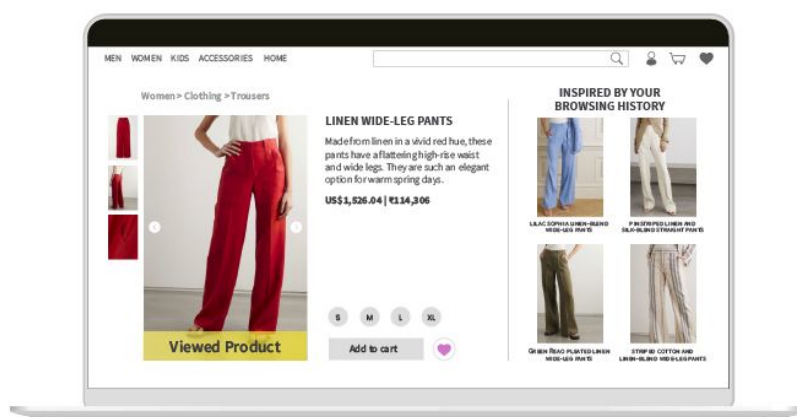 MEN WOMEN KIDS ACCESSORIES HOME
Women > Clothing > Trousers
Viewed Product
LINEN WIDE-LEG PANTS
Made from linen in a vivid red hue, these
pants have a flattering high-rise waist
and wide legs. They are such an elegant
option for warm spring days.
US$1,526.04 | ₹114,306
S M L XL
Add to cart
INSPIRED BY YOUR
BROWSING HISTORY
LILAC SOPHIA LINEN-BLEND
WIDE-LEG PANTS
PINSTRIPED LINEN AND
SILK-BLEND STRAIGHT PANTS
GREEN PLEATED LINEN
WIDE-LEG PANTS
STRIPED COTTON AND
LINEN-BLEND WIDE-LEG PANTS